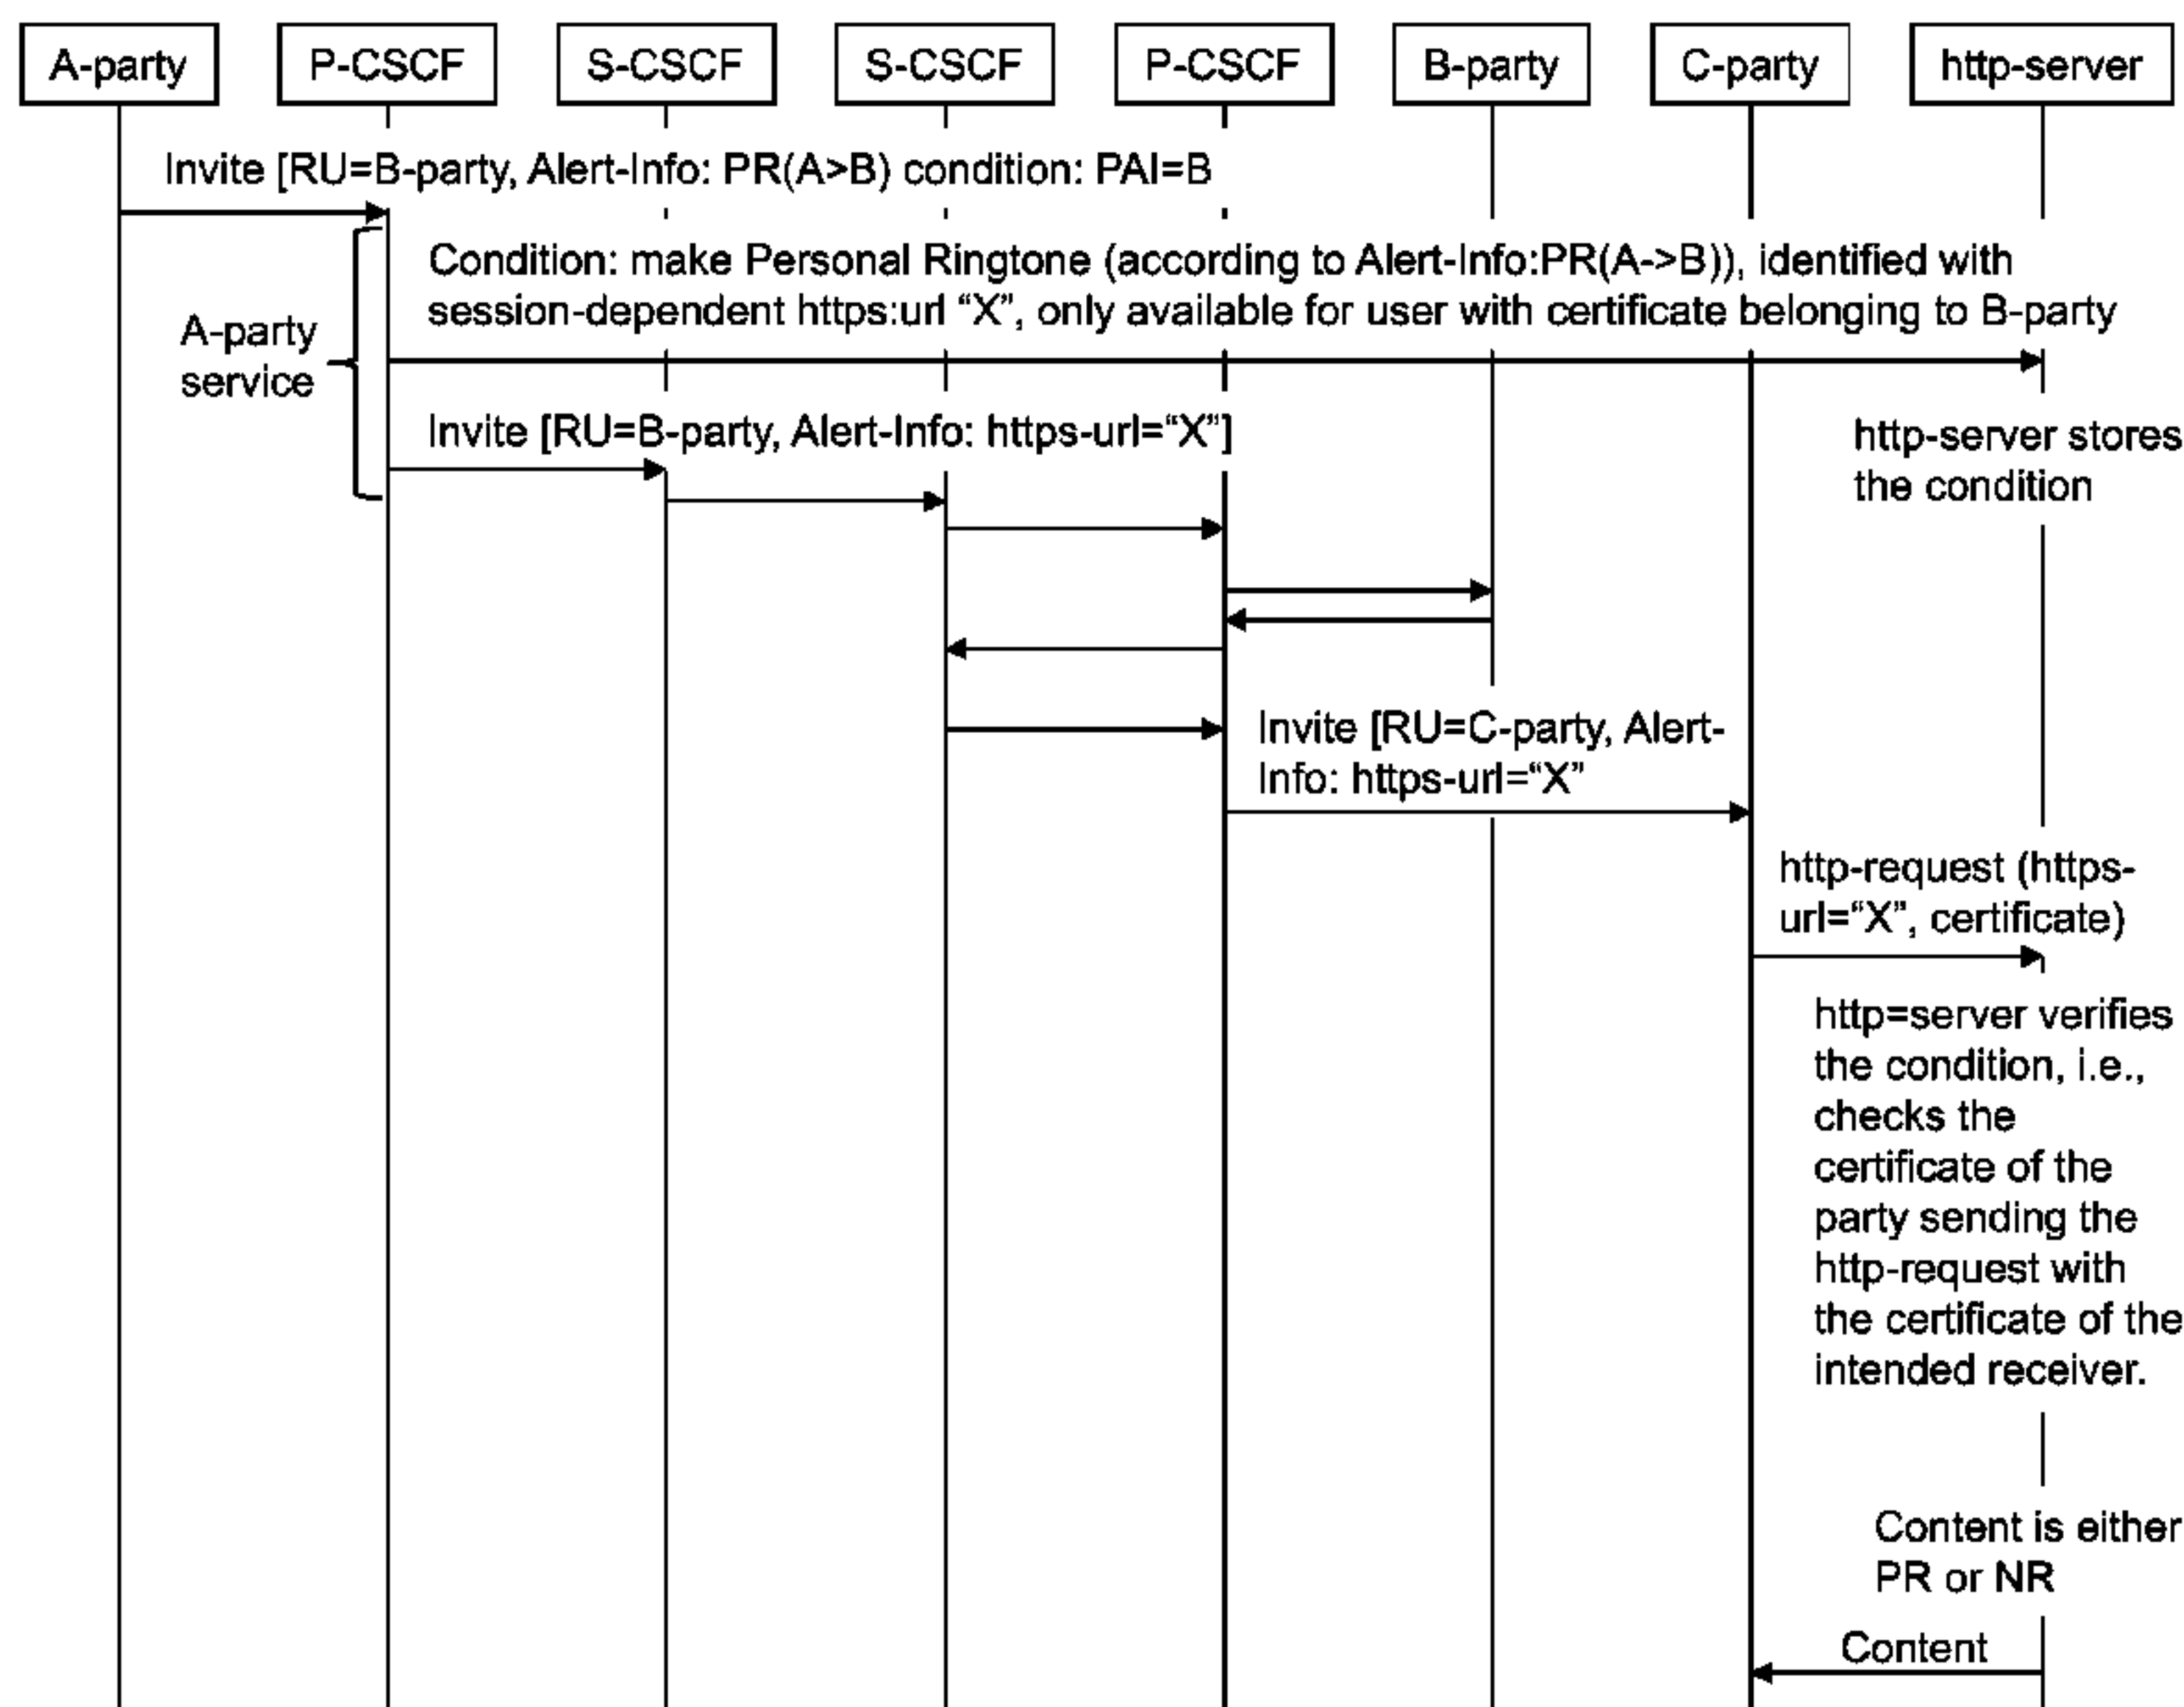 A-party
P-CSCF
S-CSCF
S-CSCF
P-CSCF
B-party
C-party
http-server
Invite [RU=B-party, Alert-Info: PR(A>B) condition: PAI=B
Condition: make Personal Ringtone (according to Alert-Info:PR(A->B)), identified with
session-dependent https:url “X”, only available for user with certificate belonging to B-party
A-party
service
Invite [RU=B-party, Alert-Info: https-url=“X”]
http-server stores
the condition
Invite [RU=C-party, Alert-
Info: https-url=“X”
http-request (https-
url=“X”, certificate)
http=server verifies
the condition, i.e.,
checks the
certificate of the
party sending the
http-request with
the certificate of the
intended receiver.
Content is either
PR or NR
Content